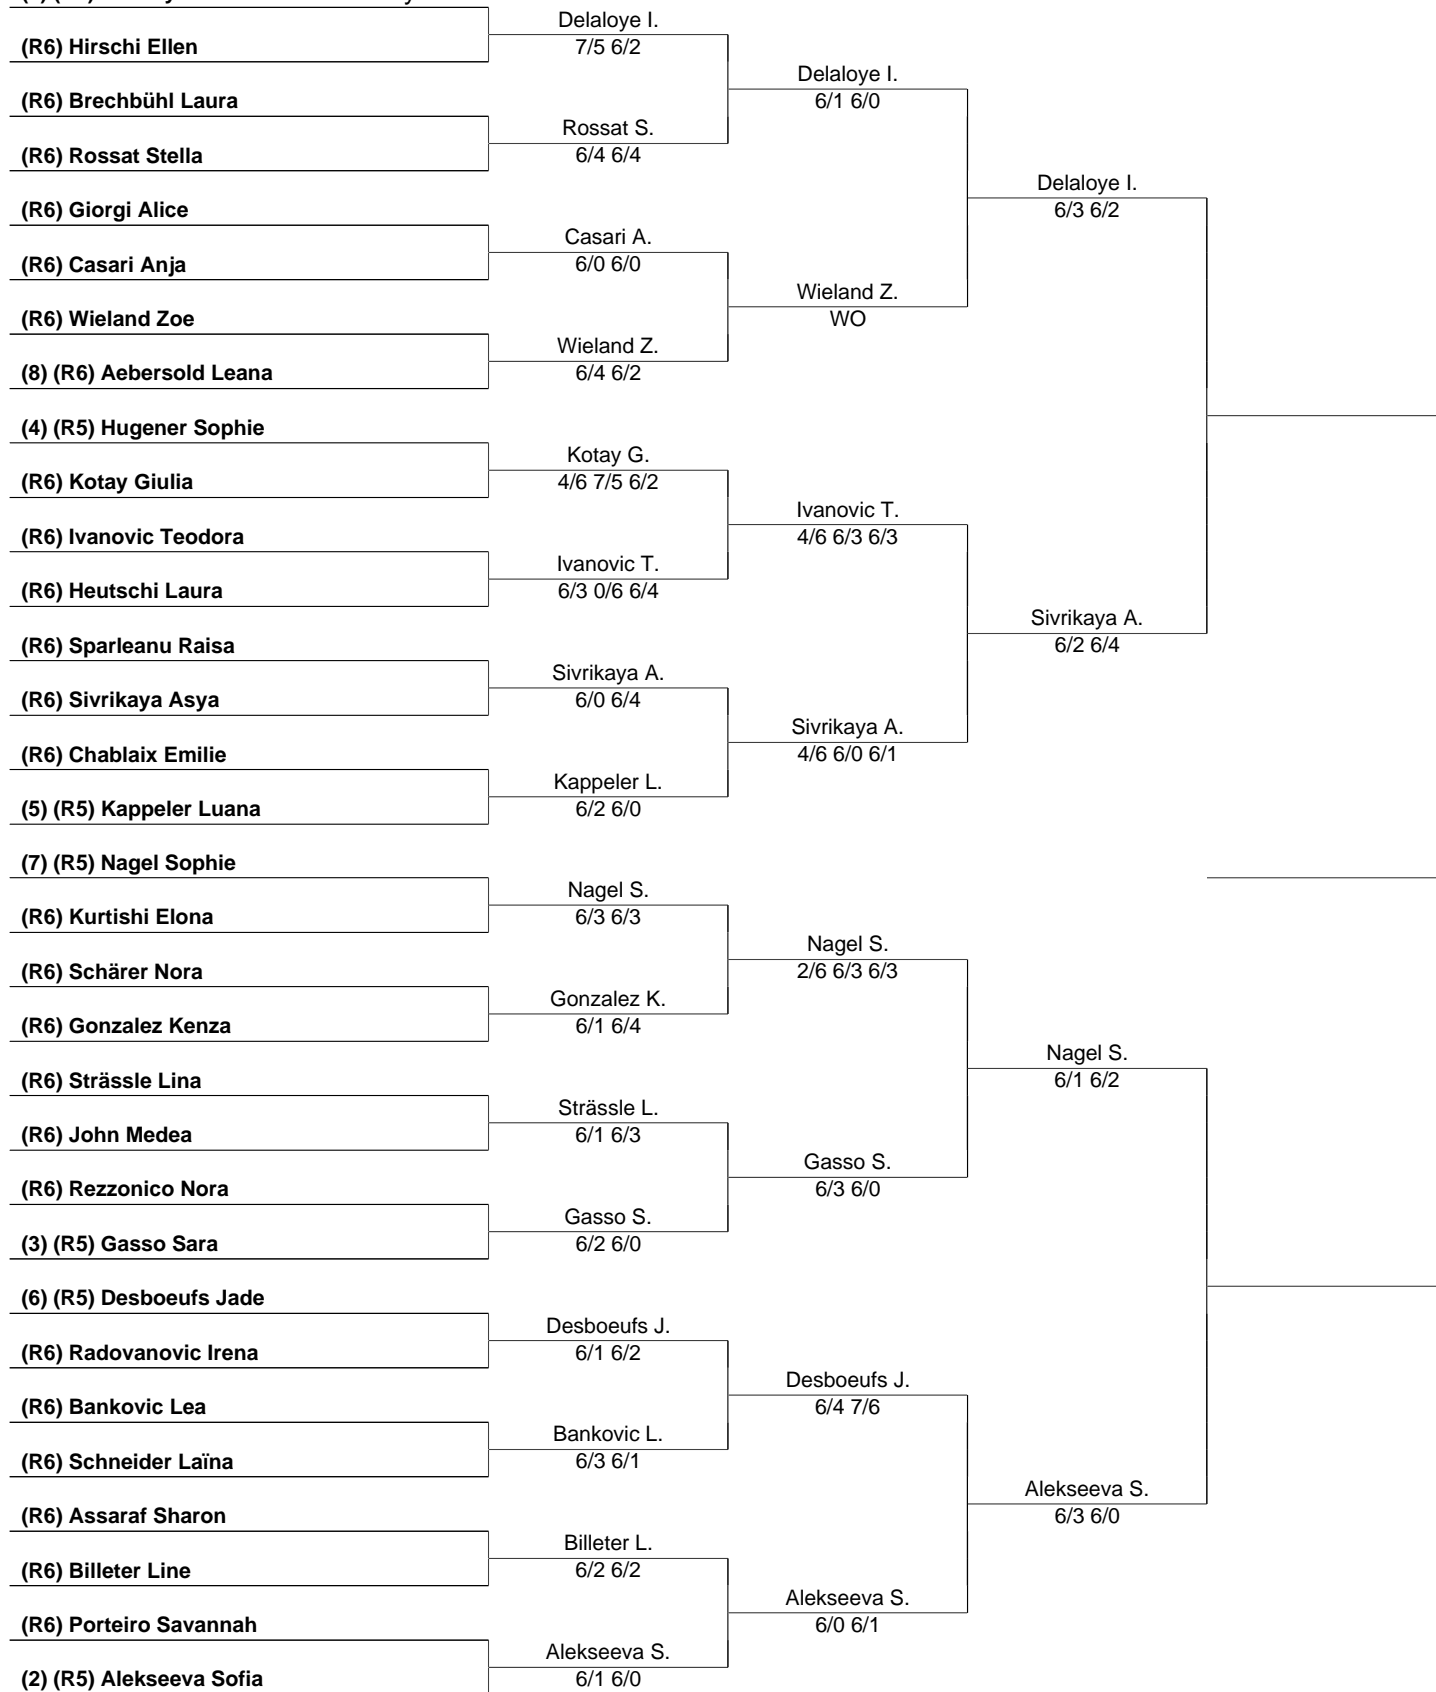 (R6) Hirschi Ellen
(R6) Brechbühl Laura
(R6) Rossat Stella
(R6) Giorgi Alice
(R6) Casari Anja
(R6) Wieland Zoe
(8) (R6) Aebersold Leana
(4) (R5) Hugener Sophie
(R6) Kotay Giulia
(R6) Ivanovic Teodora
(R6) Heutschi Laura
(R6) Sparleanu Raisa
(R6) Sivrikaya Asya
(R6) Chablaix Emilie
(5) (R5) Kappeler Luana
(7) (R5) Nagel Sophie
(R6) Kurtishi Elona
(R6) Schärer Nora
(R6) Gonzalez Kenza
(R6) Strässle Lina
(R6) John Medea
(R6) Rezzonico Nora
(3) (R5) Gasso Sara
(6) (R5) Desboeufs Jade
(R6) Radovanovic Irena
(R6) Bankovic Lea
(R6) Schneider Laïna
(R6) Assaraf Sharon
(R6) Billeter Line
(R6) Porteiro Savannah
(2) (R5) Alekseeva Sofia
Delaloye I.
7/5 6/2
Rossat S.
6/4 6/4
Casari A.
6/0 6/0
Wieland Z.
6/4 6/2
Kotay G.
4/6 7/5 6/2
Ivanovic T.
6/3 0/6 6/4
Sivrikaya A.
6/0 6/4
Kappeler L.
6/2 6/0
Nagel S.
6/3 6/3
Gonzalez K.
6/1 6/4
Strässle L.
6/1 6/3
Gasso S.
6/2 6/0
Desboeufs J.
6/1 6/2
Bankovic L.
6/3 6/1
Billeter L.
6/2 6/2
Alekseeva S.
6/1 6/0
Delaloye I.
6/1 6/0
Wieland Z.
WO
Ivanovic T.
4/6 6/3 6/3
Sivrikaya A.
4/6 6/0 6/1
Nagel S.
2/6 6/3 6/3
Gasso S.
6/3 6/0
Desboeufs J.
6/4 7/6
Alekseeva S.
6/0 6/1
Delaloye I.
6/3 6/2
Sivrikaya A.
6/2 6/4
Nagel S.
6/1 6/2
Alekseeva S.
6/3 6/0